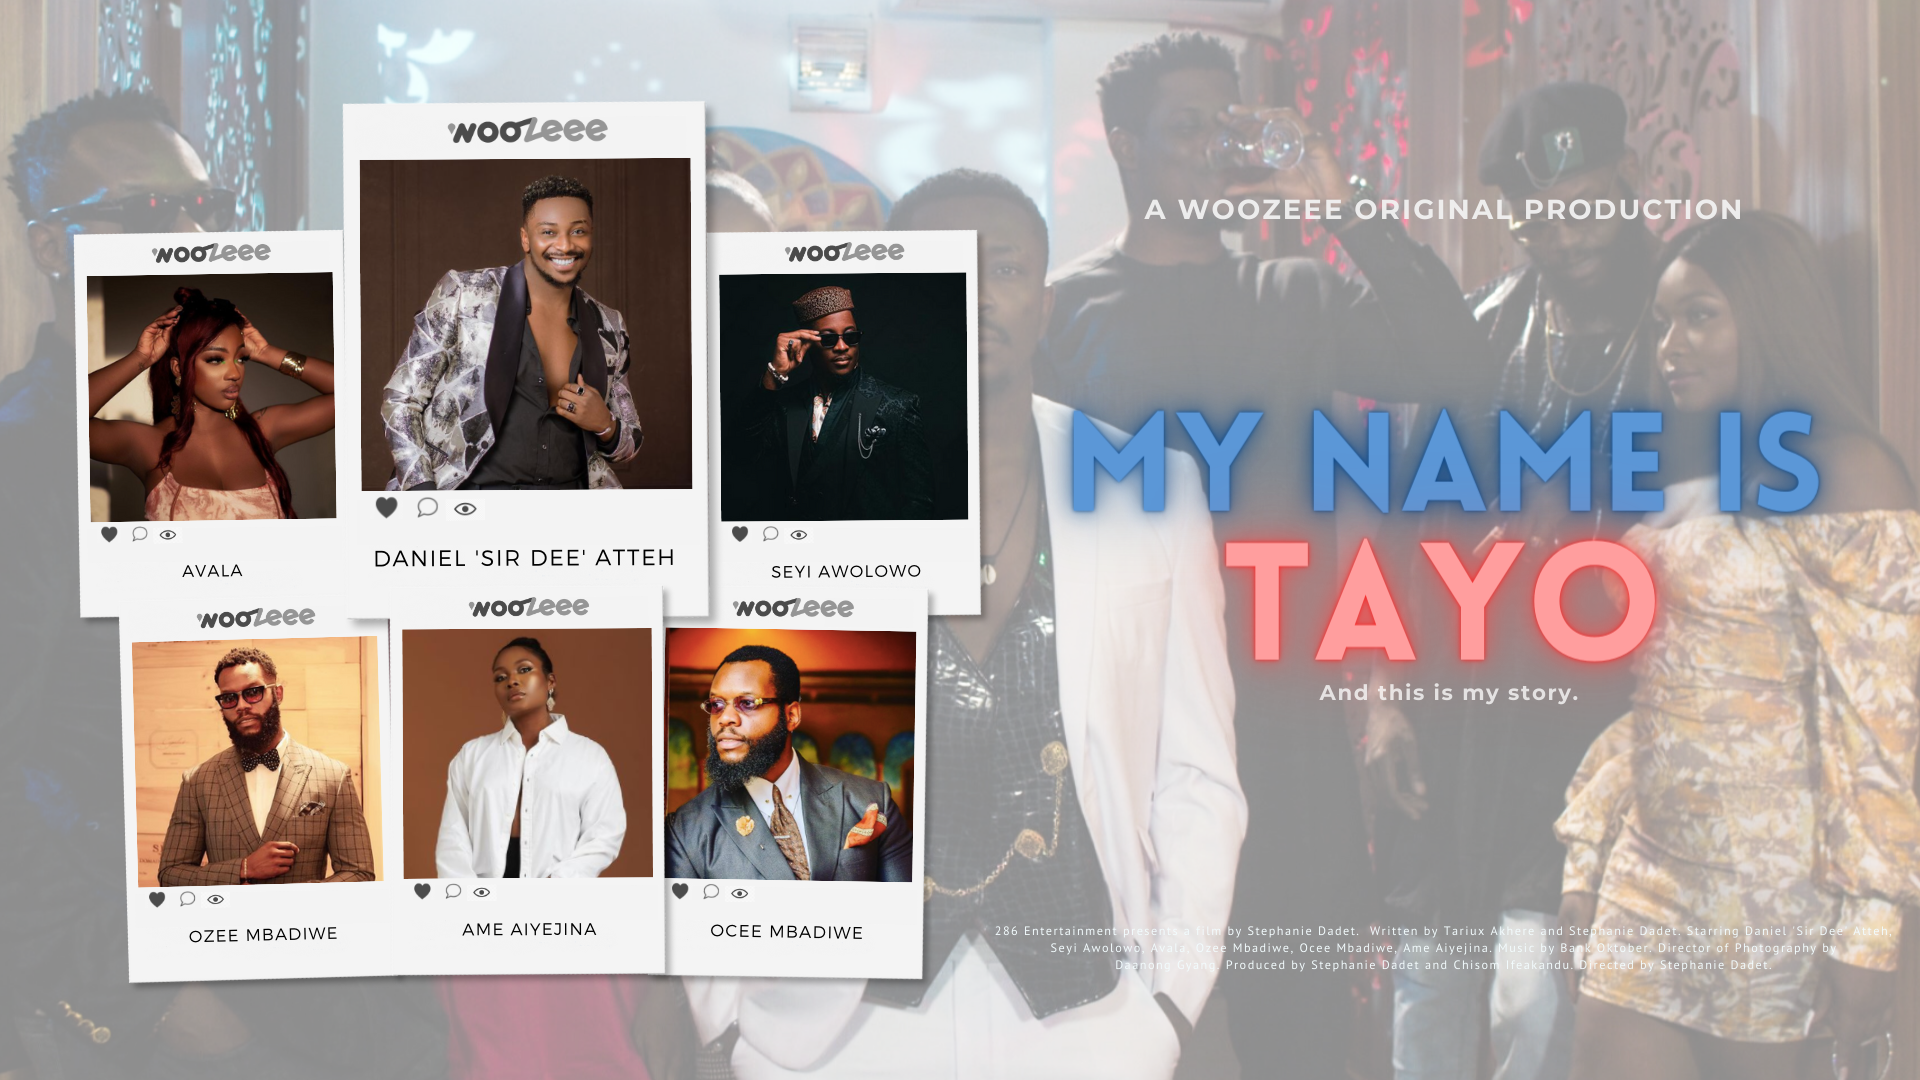 wooZeee
DANIEL 'SIR DEE' ATTEH
wooZeee
AVALA
wooZeee
SEYI AWOLOWO
wooZeee
OZEE MBADIWE
wooZeee
AME AIYEJINA
wooZeee
OCEE MBADIWE
A WOOZEEE ORIGINAL PRODUCTION
MY NAME IS
TAYO
And this is my story.
286 Entertainment presents a film by Stephanie Dadet. Written by Tariux Akhere and Stephanie Dadet. Starring Daniel 'Sir Dee' Atteh,
Seyi Awolowo, Avala, Ozee Mbadiwe, Ocee Mbadiwe, Ame Aiyejina. Music by Bank Oktober. Director of Photography by
Daanong Gyang. Produced by Stephanie Dadet and Chisom Ifeakandu. Directed by Stephanie Dadet.